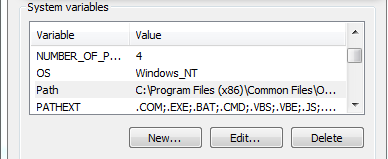 System variables
Variable Value
NUMBER_OF_P... 4
OS Windows_NT
Path C:\Program Files (x86)\Common Files\O...
PATHEXT .COM;.EXE;.BAT;.CMD;.VBS;.VBE;.JS;....
New... Edit... Delete